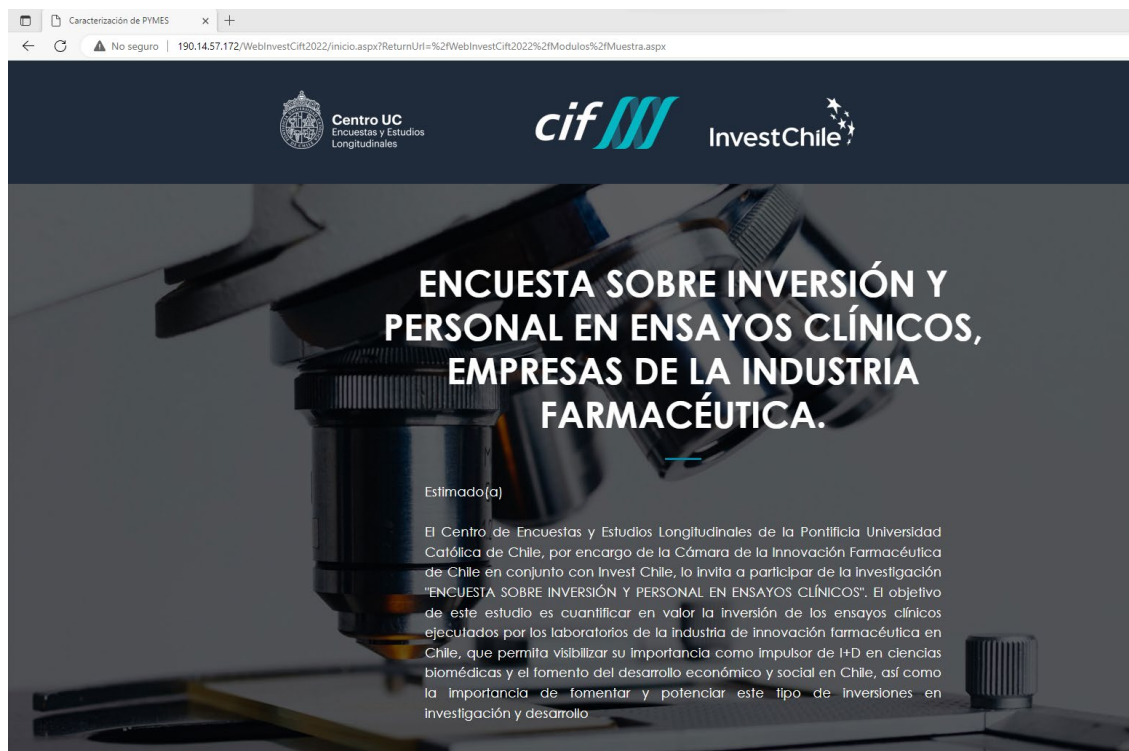 Caracterización de PYMES
No seguro | 190.14.57.172/WebInvestCift2022/inicio.aspx?ReturnUrl=%2fWebInvestCift2022%2fModulos%2fMuestra.aspx
Centro UC
Encuestas y Estudios
Longitudinales
cif
InvestChile
ENCUESTA SOBRE INVERSIÓN Y
PERSONAL EN ENSAYOS CLÍNICOS,
EMPRESAS DE LA INDUSTRIA
FARMACÉUTICA.
Estimado(a)
El Centro de Encuestas y Estudios Longitudinales de la Pontificia Universidad
Católica de Chile, por encargo de la Cámara de la Innovación Farmacéutica
de Chile en conjunto con Invest Chile, lo invita a participar de la investigación
"ENCUESTA SOBRE INVERSIÓN Y PERSONAL EN ENSAYOS CLÍNICOS". El objetivo
de este estudio es cuantificar en valor la inversión de los ensayos clínicos
ejecutados por los laboratorios de la industria de innovación farmacéutica en
Chile, que permita visibilizar su importancia como impulsor de I+D en ciencias
biomédicas y el fomento del desarrollo económico y social en Chile, así como
la importancia de fomentar y potenciar este tipo de inversiones en
investigación y desarrollo